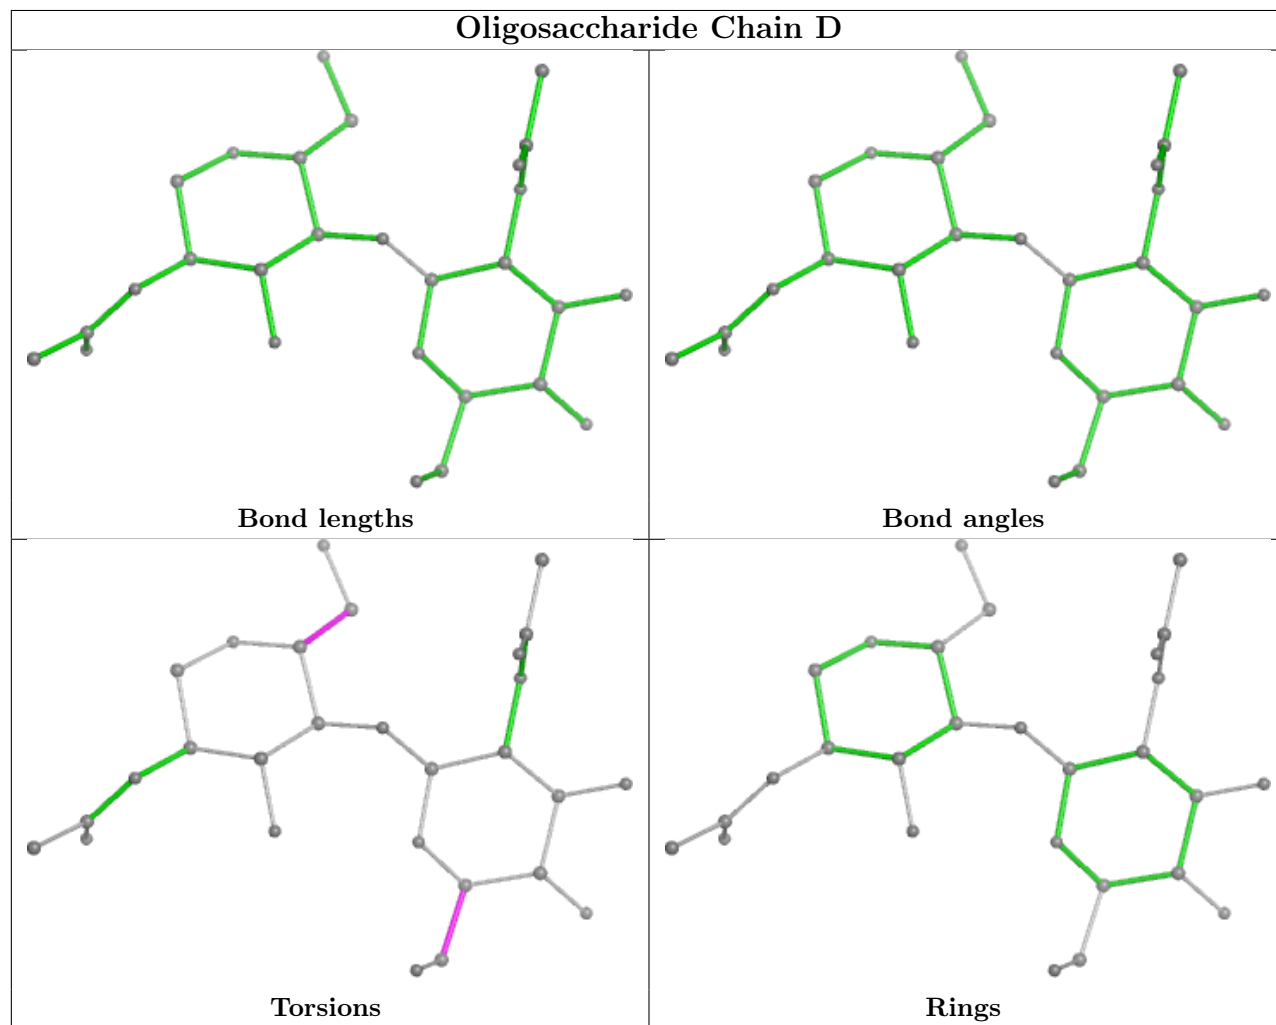 Oligosaccharide Chain D
Bond lengths
Bond angles
Torsions
Rings